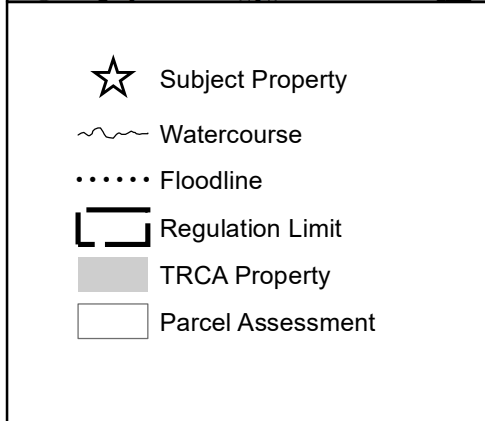 Subject Property
Watercourse
Floodline
Regulation Limit
TRCA Property
Parcel Assessment